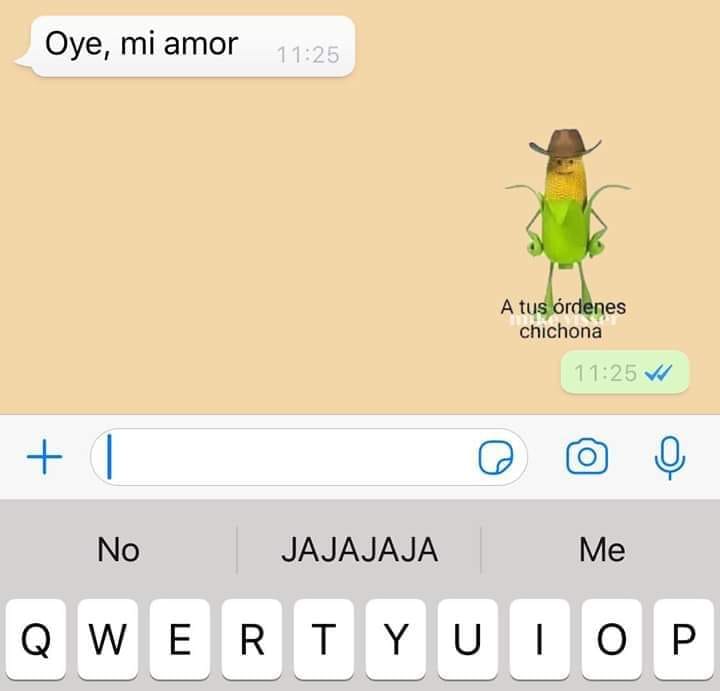 Oye, mi amor 11:25
A tus órdenes
chichona
11:25
No JAJAJAJA Me
Q W E R T Y U I O P